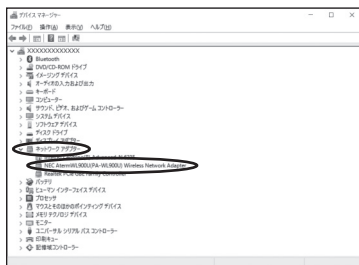 デバイス マネージャー
ファイル(F) 操作(A) 表示(V) ヘルプ(H)
XXXXXXXXXXXXX
Bluetooth
DVD/CD-ROM ドライブ
イメージング デバイス
オーディオの入力および出力
キーボード
コンピューター
サウンド、ビデオ、およびゲーム コントローラー
システム デバイス
ソフトウェア デバイス
ディスク ドライブ
ディスプレイ アダプター
ネットワーク アダプター
NEC AtermWL900U(PA-WL900U) Wireless Network Adapter
Realtek PCIe GBE Family Controller
バッテリ
ヒューマン インターフェイス デバイス
プロセッサ
マウスとそのほかのポインティング デバイス
メモリ テクノロジ デバイス
モニター
ユニバーサル シリアル バス コントローラー
印刷キュー
記憶域コントローラー